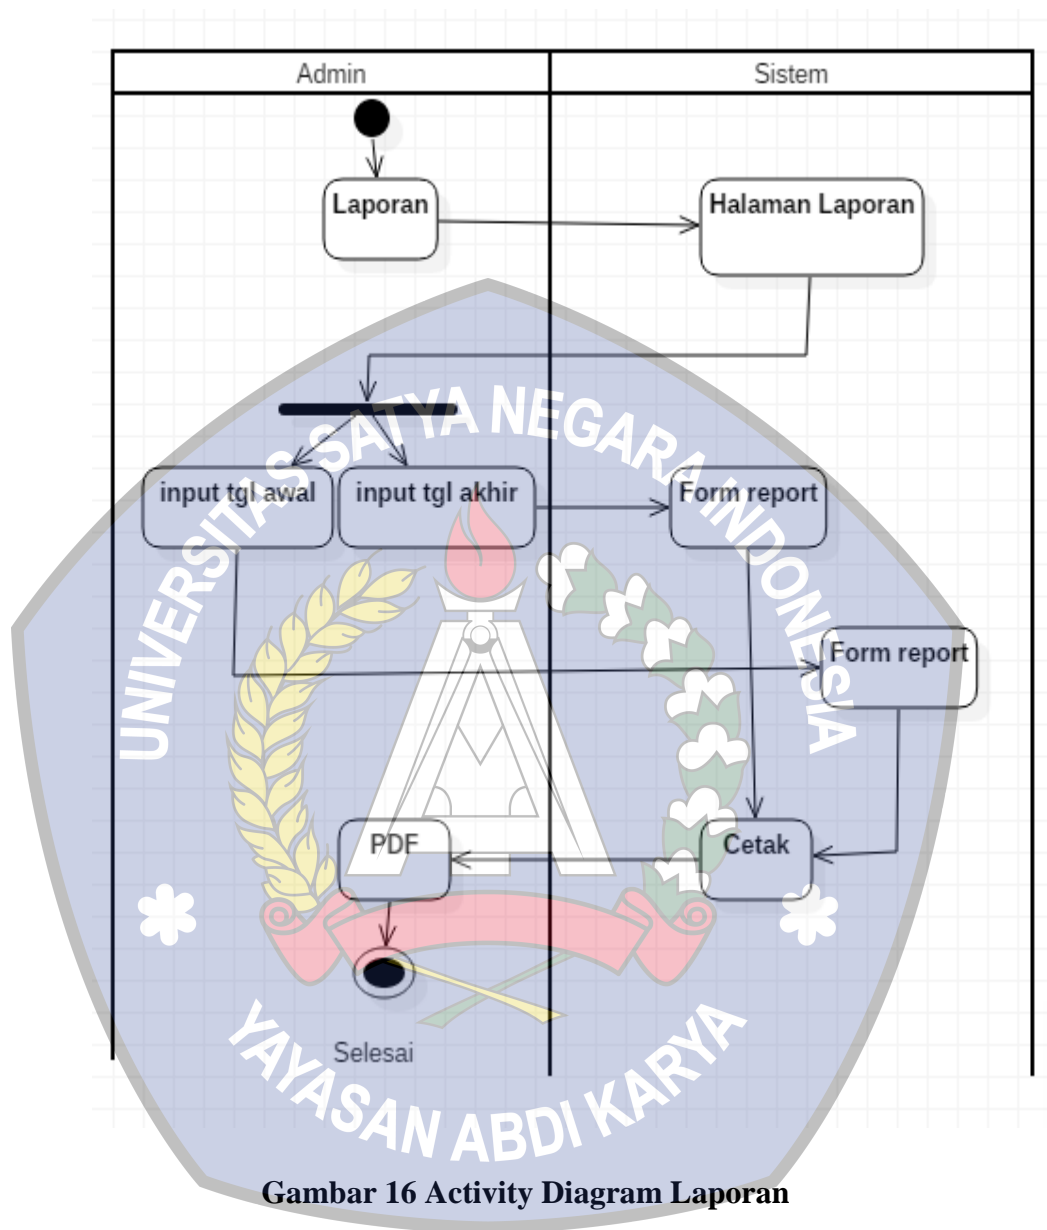 Admin
Sistem
Laporan
Halaman Laporan
input tgl awal
input tgl akhir
Form report
Form report
PDF
Cetak
Selesai
UNIVERSITAS SATYA NEGARA INDONESIA
YAYASAN ABDI KARYA
Gambar 16 Activity Diagram Laporan